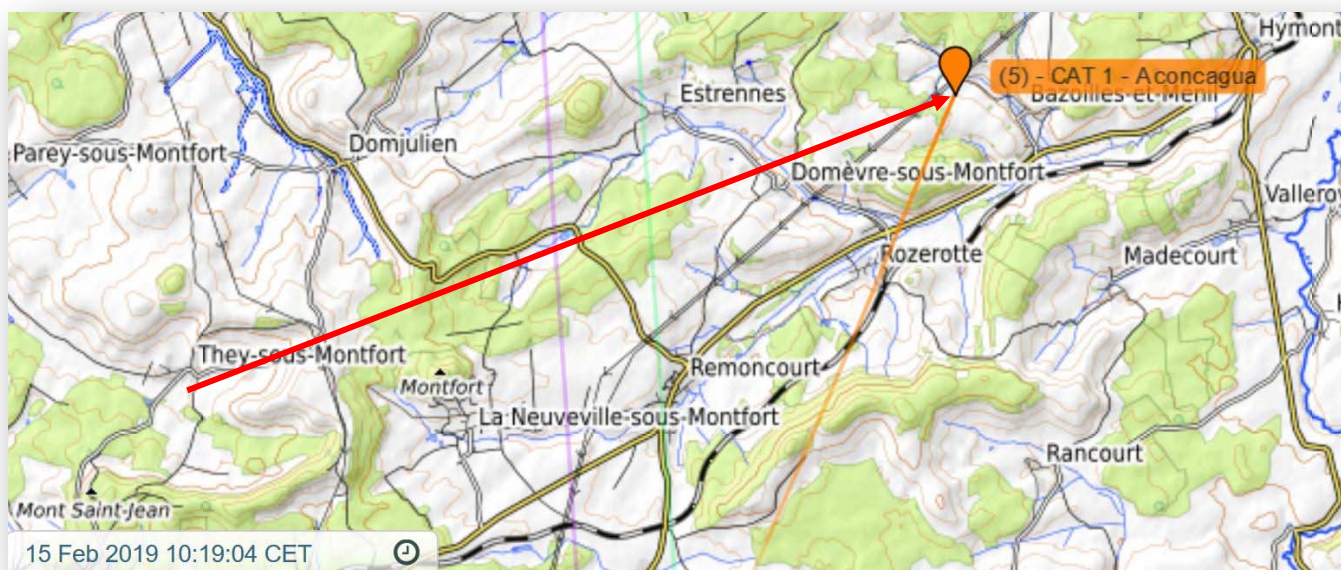 Hymont
(5) - CAT 1 - Aconcagua
Estrennes
Bazoilles-et-Ménil
Domjulien
Parey-sous-Montfort
Domèvre-sous-Montfort
Valleroy
Rozerotte
Madecourt
They-sous-Montfort
Remoncourt
Montfort
La Neuveville-sous-Montfort
Rancourt
Mont Saint-Jean
15 Feb 2019 10:19:04 CET